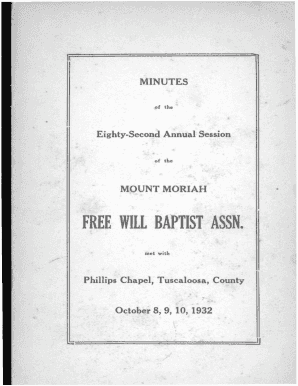 MINUTES
of the
Eighty-Second Annual Session
of the
MOUNT MORIAH
FREE WILL BAPTIST ASSN.
met with
Phillips Chapel, Tuscaloosa, County
October 8, 9, 10, 1932